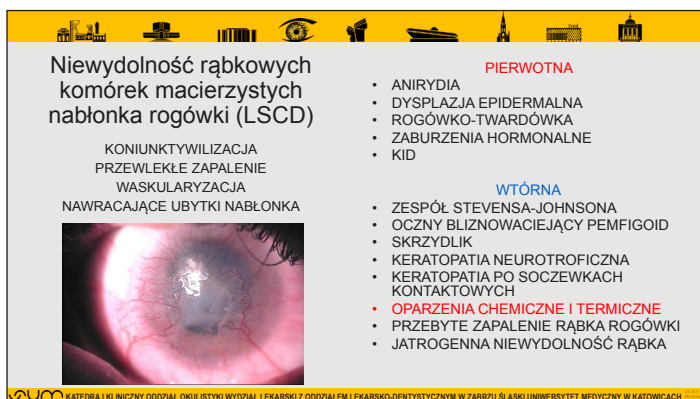 Niewydolność rąbkowych
komórek macierzystych
nabłonka rogówki (LSCD)
KONIUNKTYWILIZACJA
PRZEWLEKŁE ZAPALENIE
WASKULARYZACJA
NAWRACAJĄCE UBYTKI NABŁONKA
PIERWOTNA
• ANIRYDIA
• DYSPLAZJA EPIDERMALNA
• ROGÓWKO-TWARDÓWKA
• ZABURZENIA HORMONALNE
• KID
WTÓRNA
• ZESPÓŁ STEVENSA-JOHNSONA
• OCZNY BLIZNOWACIEJĄCY PEMFIGOID
• SKRZYDLIK
• KERATOPATIA NEUROTROFICZNA
• KERATOPATIA PO SOCZEWKACH
KONTAKTOWYCH
• OPARZENIA CHEMICZNE I TERMICZNE
• PRZEBYTE ZAPALENIE RĄBKA ROGÓWKI
• JATROGENNA NIEWYDOLNOŚĆ RĄBKA
KATEDRA I KLINICZNY ODDZIAŁ OKULISTYKI WYDZIAŁ LEKARSKI Z ODDZIAŁEM LEKARSKO-DENTYSTYCZNYM W ZABRZU ŚLĄSKI UNIWERSYTET MEDYCZNY W KATOWICACH